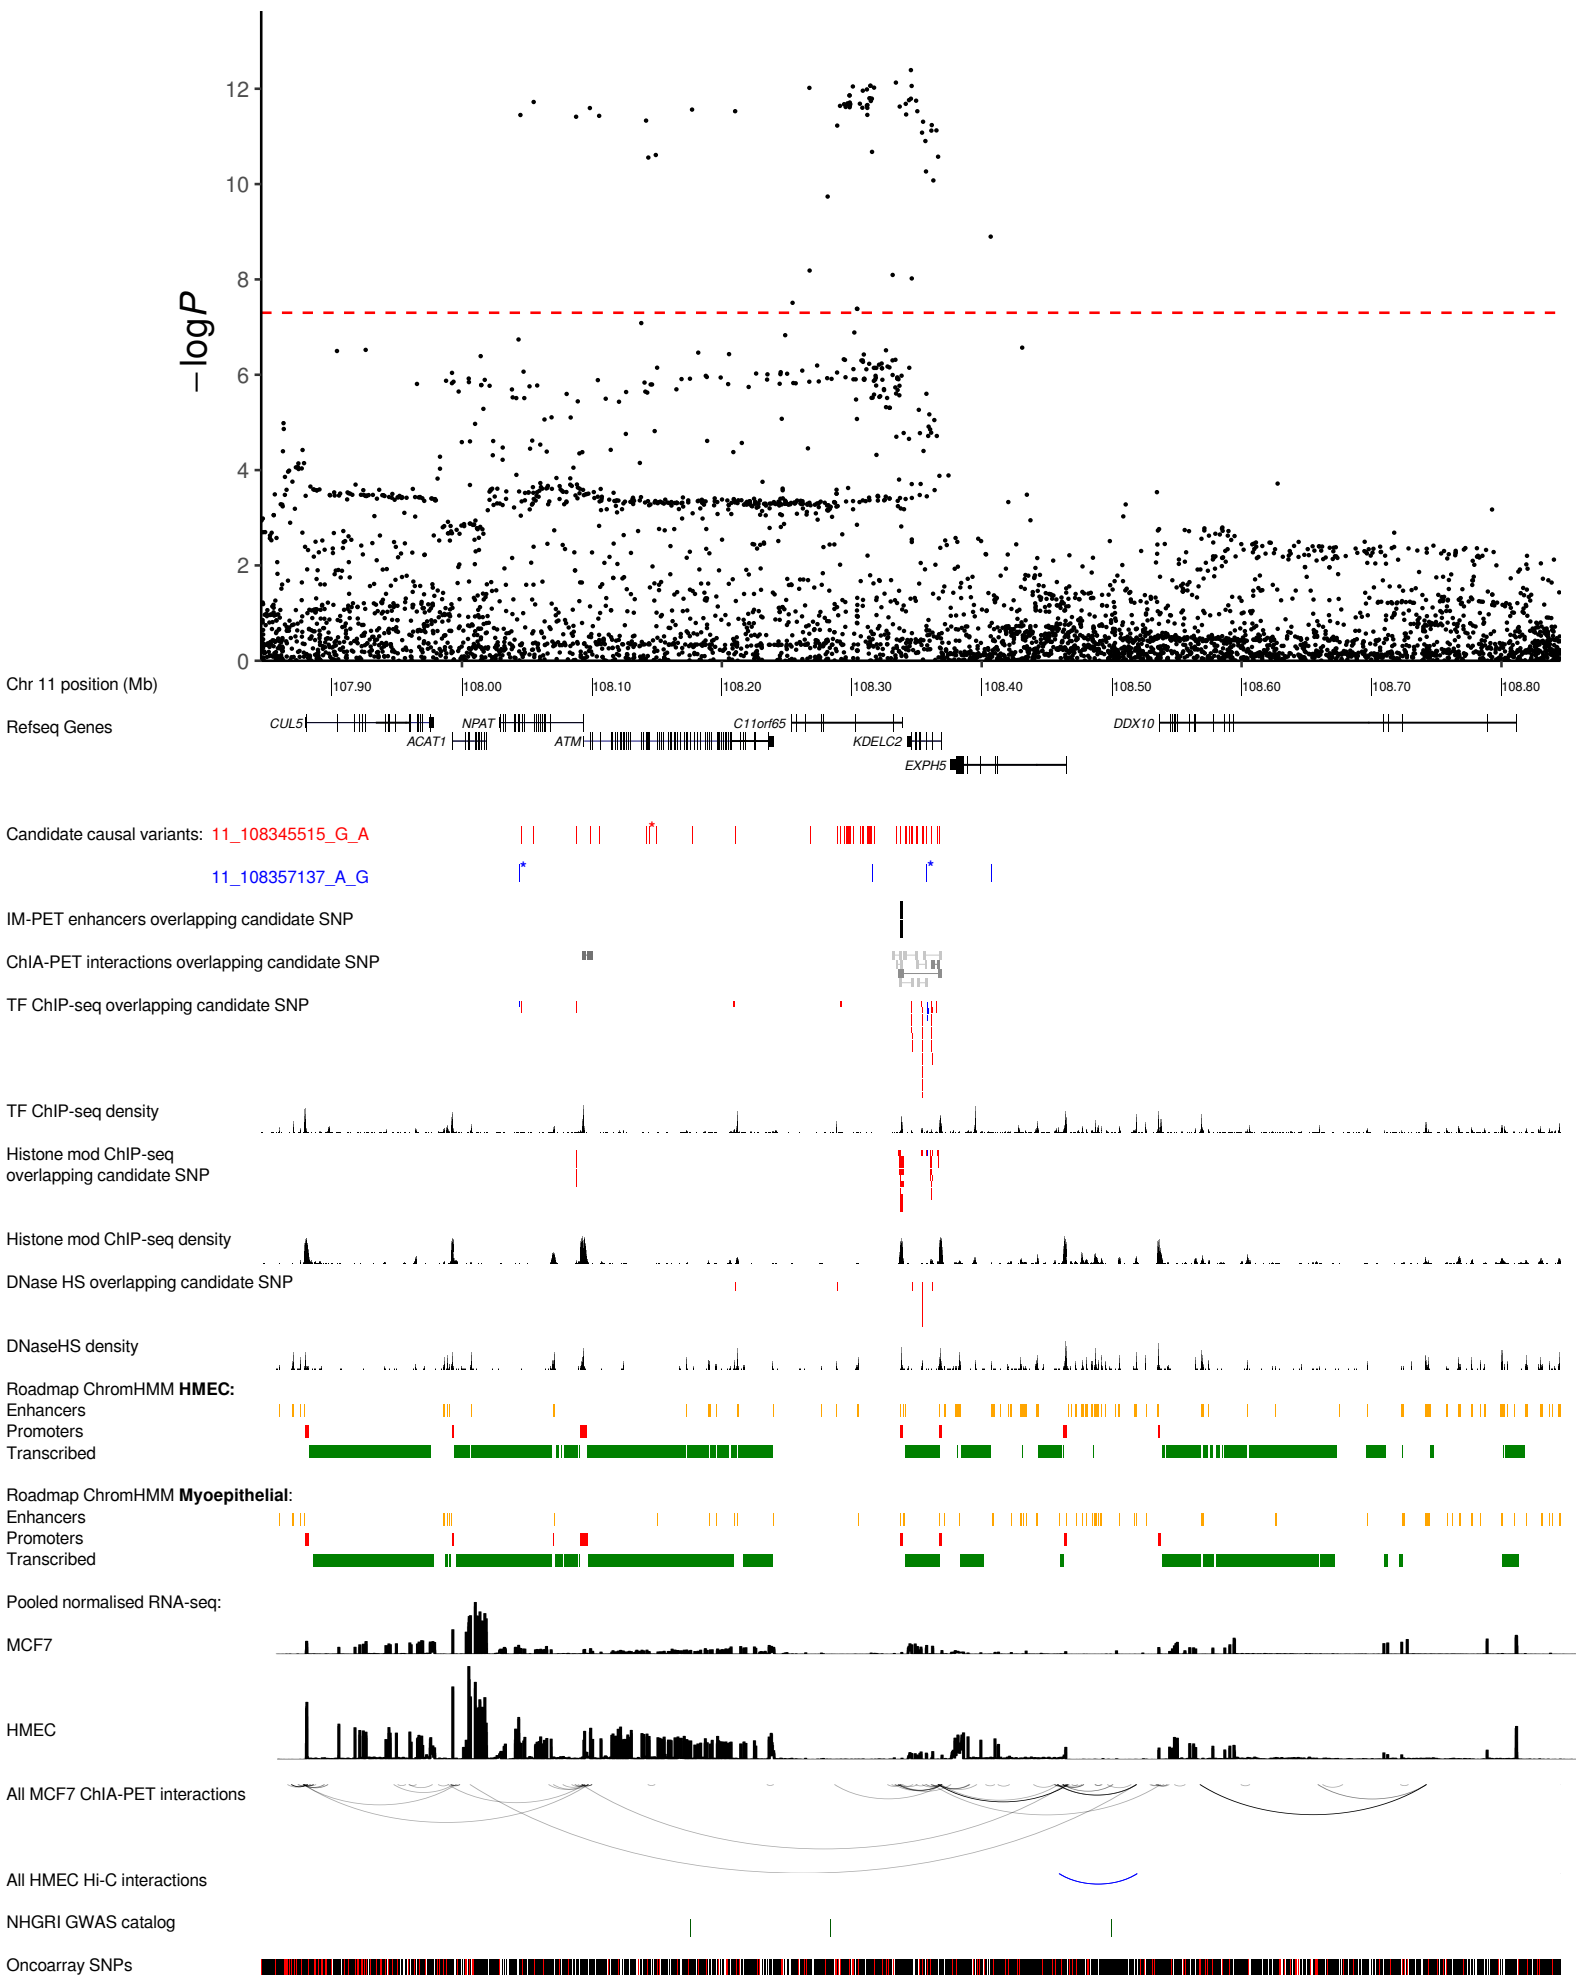 12
10
8
6
4
2
0
−logP
Chr 11 position (Mb)
107.90 108.00 108.10 108.20 108.30 108.40 108.50 108.60 108.70 108.80
Refseq Genes
CUL5 NPAT C11orf65 DDX10
ACAT1 ATM KDELC2
EXPH5
Candidate causal variants: 11_108345515_G_A
*
11_108357137_A_G
* *
IM-PET enhancers overlapping candidate SNP
ChIA-PET interactions overlapping candidate SNP
TF ChIP-seq overlapping candidate SNP
TF ChIP-seq density
Histone mod ChIP-seq
overlapping candidate SNP
Histone mod ChIP-seq density
DNase HS overlapping candidate SNP
DNaseHS density
Roadmap ChromHMM HMEC:
Enhancers
Promoters
Transcribed
Roadmap ChromHMM Myoepithelial:
Enhancers
Promoters
Transcribed
Pooled normalised RNA-seq:
MCF7
HMEC
All MCF7 ChIA-PET interactions
All HMEC Hi-C interactions
NHGRI GWAS catalog
Oncoarray SNPs